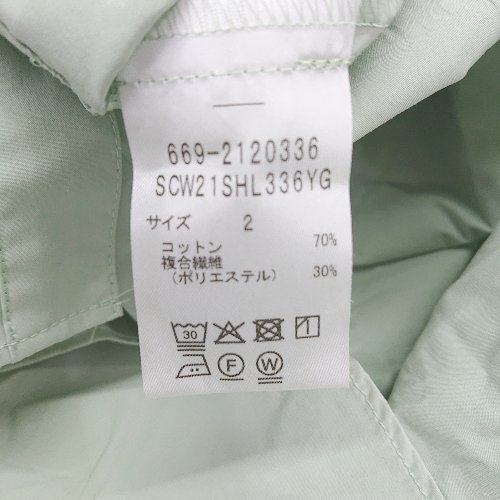 669-2120336
SCW21SHL336YG
サイズ 2
コットン 70%
複合繊維
(ポリエステル) 30%
30
F W